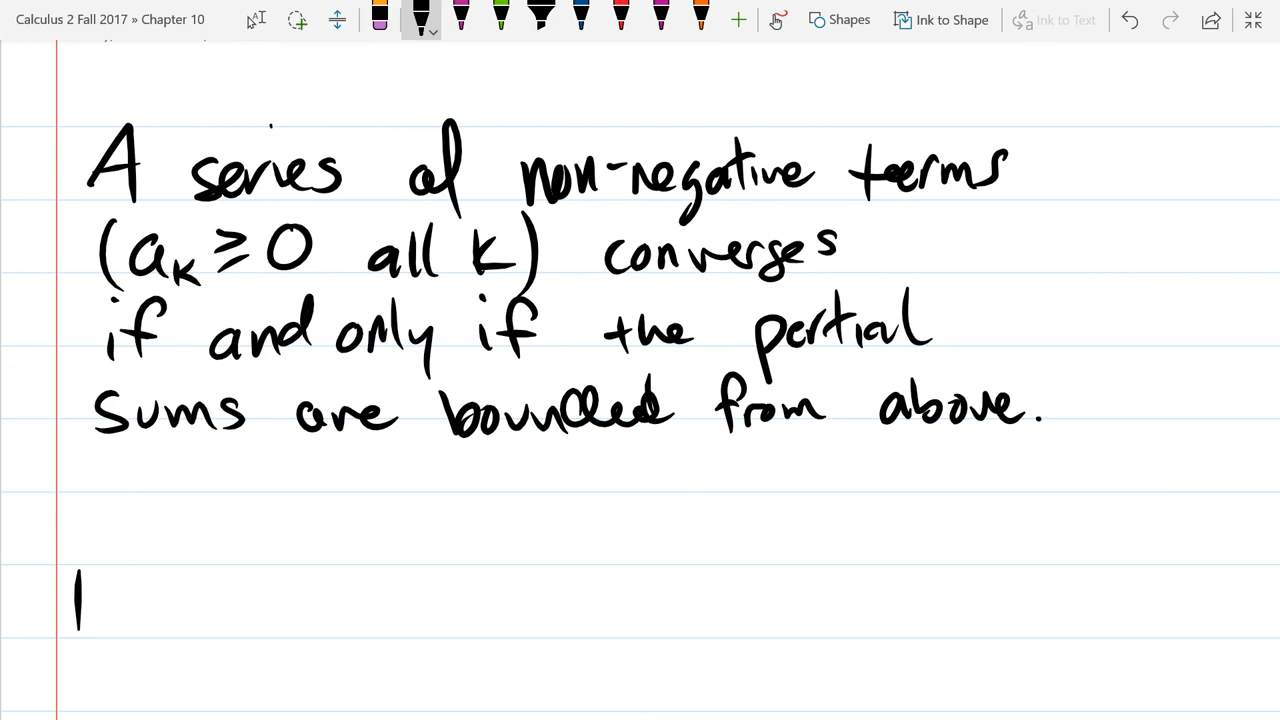 Calculus 2 Fall 2017 » Chapter 10
Shapes
Ink to Shape
Ink to Text
A series of non-negative terms
(aₖ ≥ 0 all k) converges
if and only if the partial
sums are bounded from above.